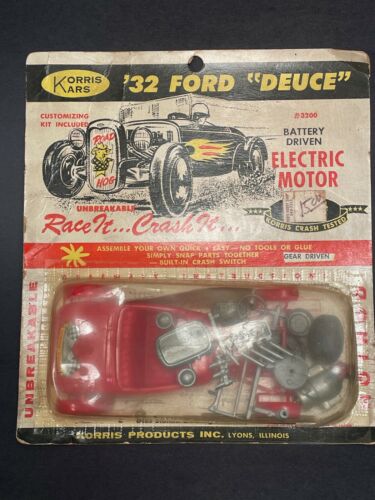 KORRIS
KARS
'32 FORD "DEUCE"
CUSTOMIZING
KIT INCLUDED
#3200
BATTERY
DRIVEN
ELECTRIC
MOTOR
ROAD
HOG
UNBREAKABLE
Race It... Crash It...
KORRIS CRASH TESTED
ASSEMBLE YOUR OWN QUICK & EASY—NO TOOLS OR GLUE
SIMPLY SNAP PARTS TOGETHER
—BUILT-IN CRASH SWITCH
GEAR DRIVEN
UNBREAKABLE
KORRIS PRODUCTS INC. LYONS, ILLINOIS